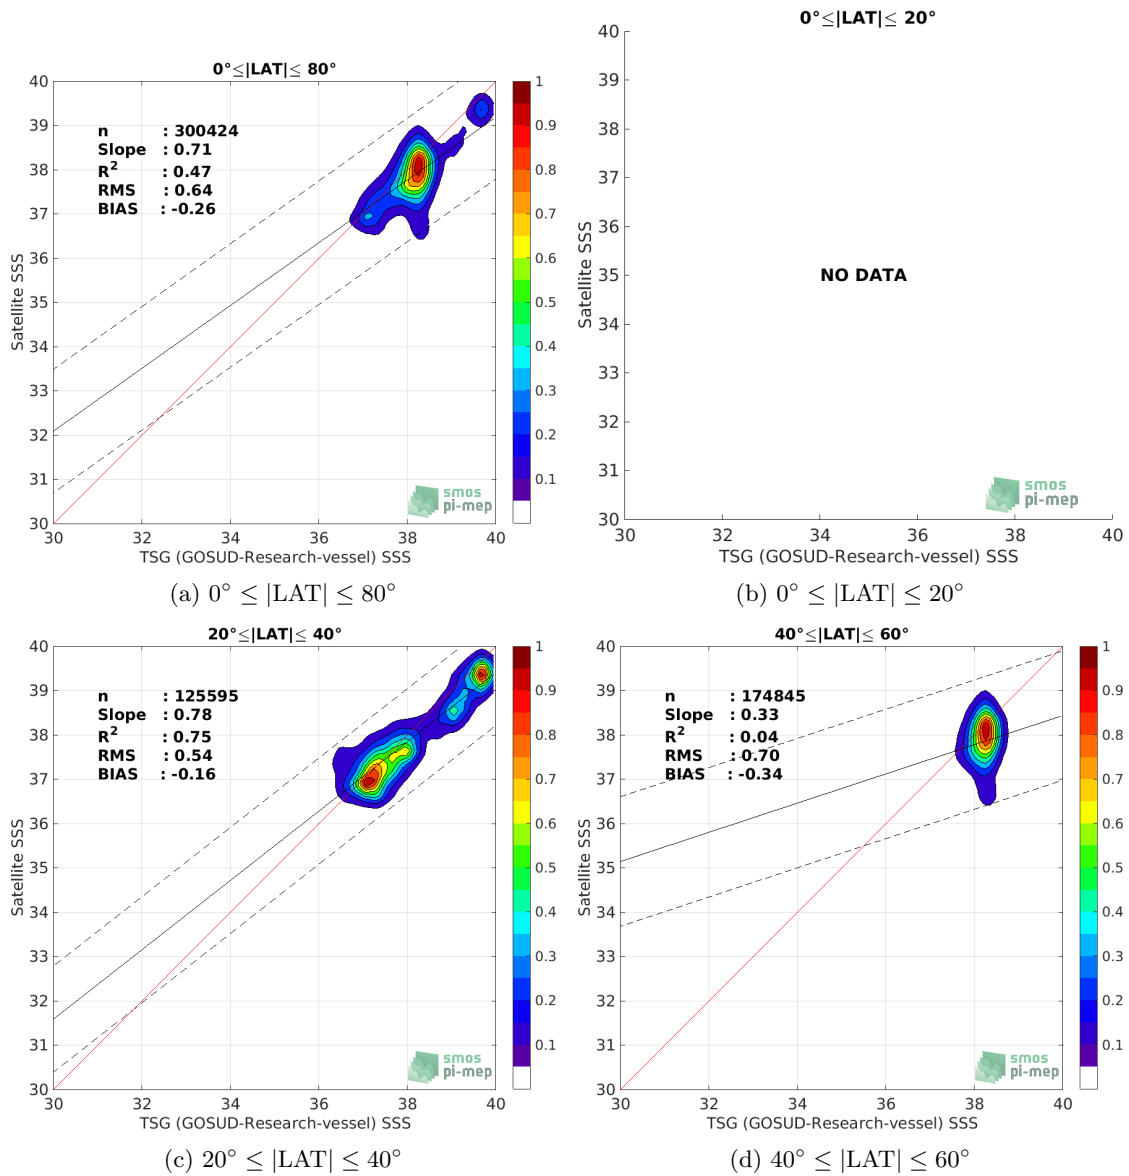 0°≤|LAT|≤ 80°
n : 300424
Slope : 0.71
R² : 0.47
RMS : 0.64
BIAS : -0.26
Satellite SSS
40
39
38
37
36
35
34
33
32
31
30
30 32 34 36 38 40
TSG (GOSUD-Research-vessel) SSS
1
0.9
0.8
0.7
0.6
0.5
0.4
0.3
0.2
0.1
smos
pi-mep
(a) 0° ≤ |LAT| ≤ 80°
0°≤|LAT|≤ 20°
Satellite SSS
40
39
38
37
36
35
34
33
32
31
30
NO DATA
smos
pi-mep
30 32 34 36 38 40
TSG (GOSUD-Research-vessel) SSS
(b) 0° ≤ |LAT| ≤ 20°
20°≤|LAT|≤ 40°
n : 125595
Slope : 0.78
R² : 0.75
RMS : 0.54
BIAS : -0.16
Satellite SSS
40
39
38
37
36
35
34
33
32
31
30
30 32 34 36 38 40
TSG (GOSUD-Research-vessel) SSS
1
0.9
0.8
0.7
0.6
0.5
0.4
0.3
0.2
0.1
smos
pi-mep
(c) 20° ≤ |LAT| ≤ 40°
40°≤|LAT|≤ 60°
n : 174845
Slope : 0.33
R² : 0.04
RMS : 0.70
BIAS : -0.34
Satellite SSS
40
39
38
37
36
35
34
33
32
31
30
30 32 34 36 38 40
TSG (GOSUD-Research-vessel) SSS
1
0.9
0.8
0.7
0.6
0.5
0.4
0.3
0.2
0.1
smos
pi-mep
(d) 40° ≤ |LAT| ≤ 60°